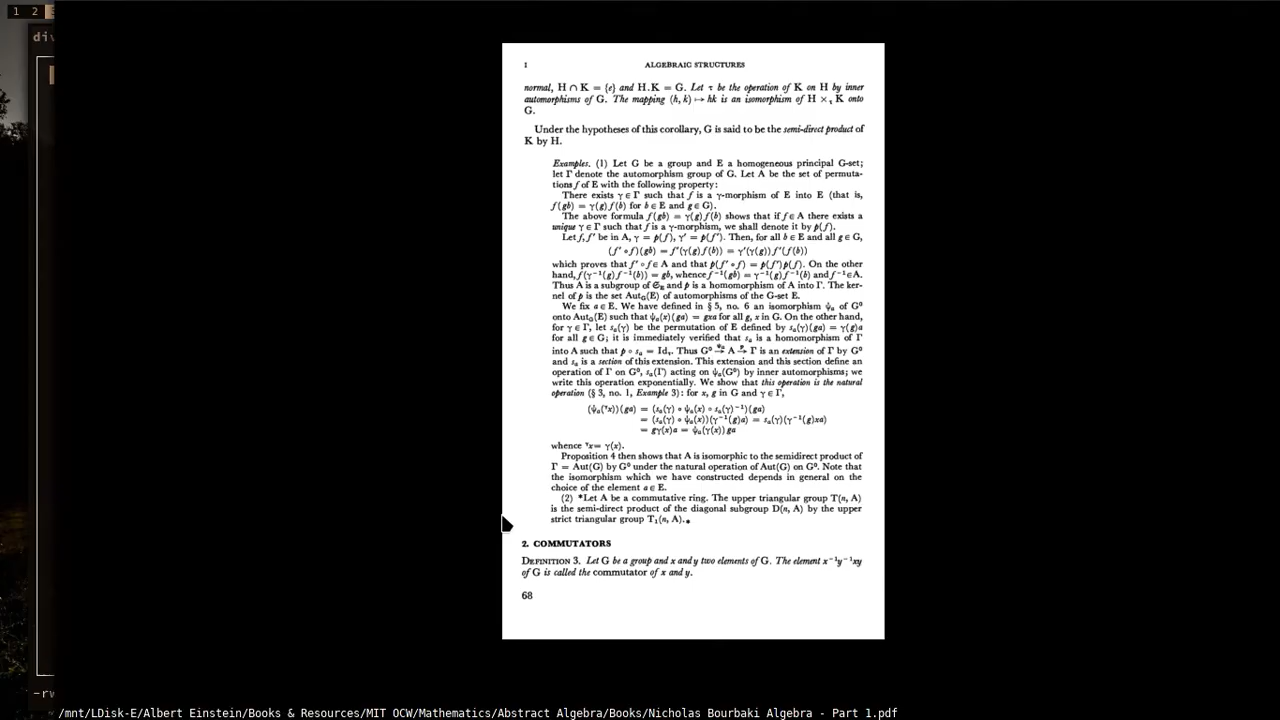 1 2
div
-rw
I ALGEBRAIC STRUCTURES
normal, H ∩ K = {e} and H.K = G. Let τ be the operation of K on H by inner
automorphisms of G. The mapping (h, k) ↦ hk is an isomorphism of H ×τ K onto
G.
Under the hypotheses of this corollary, G is said to be the semi-direct product of
K by H.
Examples. (1) Let G be a group and E a homogeneous principal G-set;
let Γ denote the automorphism group of G. Let A be the set of permuta-
tions f of E with the following property:
There exists γ ∈ Γ such that f is a γ-morphism of E into E (that is,
f(gb) = γ(g)f(b) for b ∈ E and g ∈ G).
The above formula f(gb) = γ(g)f(b) shows that if f ∈ A there exists a
unique γ ∈ Γ such that f is a γ-morphism, we shall denote it by p(f).
Let f, f' be in A, γ = p(f), γ' = p(f'). Then, for all b ∈ E and all g ∈ G,
(f' ∘ f)(gb) = f'(γ(g)f(b)) = γ'(γ(g))f'(f(b))
which proves that f' ∘ f ∈ A and that p(f' ∘ f) = p(f')p(f). On the other
hand, f(γ⁻¹(g)f⁻¹(b)) = gb, whence f⁻¹(gb) = γ⁻¹(g)f⁻¹(b) and f⁻¹ ∈ A.
Thus A is a subgroup of 𝔖_E and p is a homomorphism of A into Γ. The ker-
nel of p is the set Aut_G(E) of automorphisms of the G-set E.
We fix a ∈ E. We have defined in § 5, no. 6 an isomorphism ψₐ of G⁰
onto Aut_G(E) such that ψₐ(x)(ga) = gxa for all g, x in G. On the other hand,
for γ ∈ Γ, let sₐ(γ) be the permutation of E defined by sₐ(γ)(ga) = γ(g)a
for all g ∈ G; it is immediately verified that sₐ is a homomorphism of Γ
into A such that p ∘ sₐ = Id_Γ. Thus G⁰ →^ψₐ A →^p Γ is an extension of Γ by G⁰
and sₐ is a section of this extension. This extension and this section define an
operation of Γ on G⁰, sₐ(Γ) acting on ψₐ(G⁰) by inner automorphisms; we
write this operation exponentially. We show that this operation is the natural
operation (§ 3, no. 1, Example 3): for x, g in G and γ ∈ Γ,
(ψₐ(^γx))(ga) = (sₐ(γ) ∘ ψₐ(x) ∘ sₐ(γ)⁻¹)(ga)
= (sₐ(γ) ∘ ψₐ(x))(γ⁻¹(g)a) = sₐ(γ)(γ⁻¹(g)xa)
= gγ(x)a = ψₐ(γ(x))ga
whence ^γx = γ(x).
Proposition 4 then shows that A is isomorphic to the semidirect product of
Γ = Aut(G) by G⁰ under the natural operation of Aut(G) on G⁰. Note that
the isomorphism which we have constructed depends in general on the
choice of the element a ∈ E.
(2) *Let A be a commutative ring. The upper triangular group T(n, A)
is the semi-direct product of the diagonal subgroup D(n, A) by the upper
strict triangular group T₁(n, A).*
2. COMMUTATORS
DEFINITION 3. Let G be a group and x and y two elements of G. The element x⁻¹y⁻¹xy
of G is called the commutator of x and y.
68
/mnt/LDisk-E/Albert Einstein/Books & Resources/MIT OCW/Mathematics/Abstract Algebra/Books/Nicholas Bourbaki Algebra - Part 1.pdf